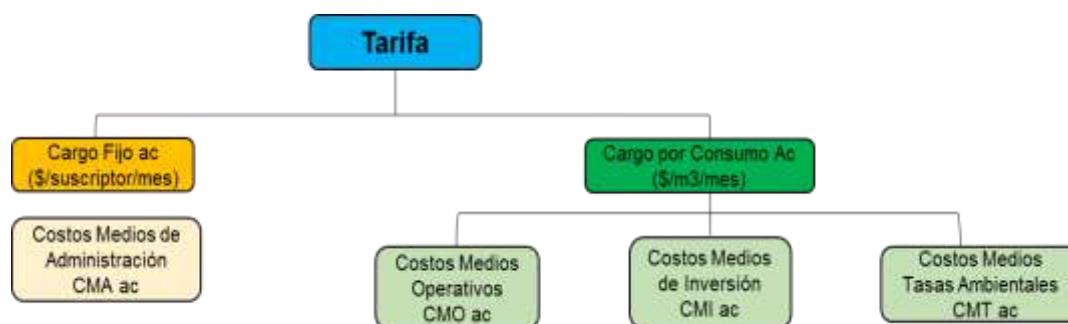 Tarifa
Cargo Fijo ac
($/suscriptor/mes)
Cargo por Consumo Ac
($/m3/mes)
Costos Medios de
Administración
CMA ac
Costos Medios
Operativos
CMO ac
Costos Medios
de Inversión
CMI ac
Costos Medios
Tasas Ambientales
CMT ac